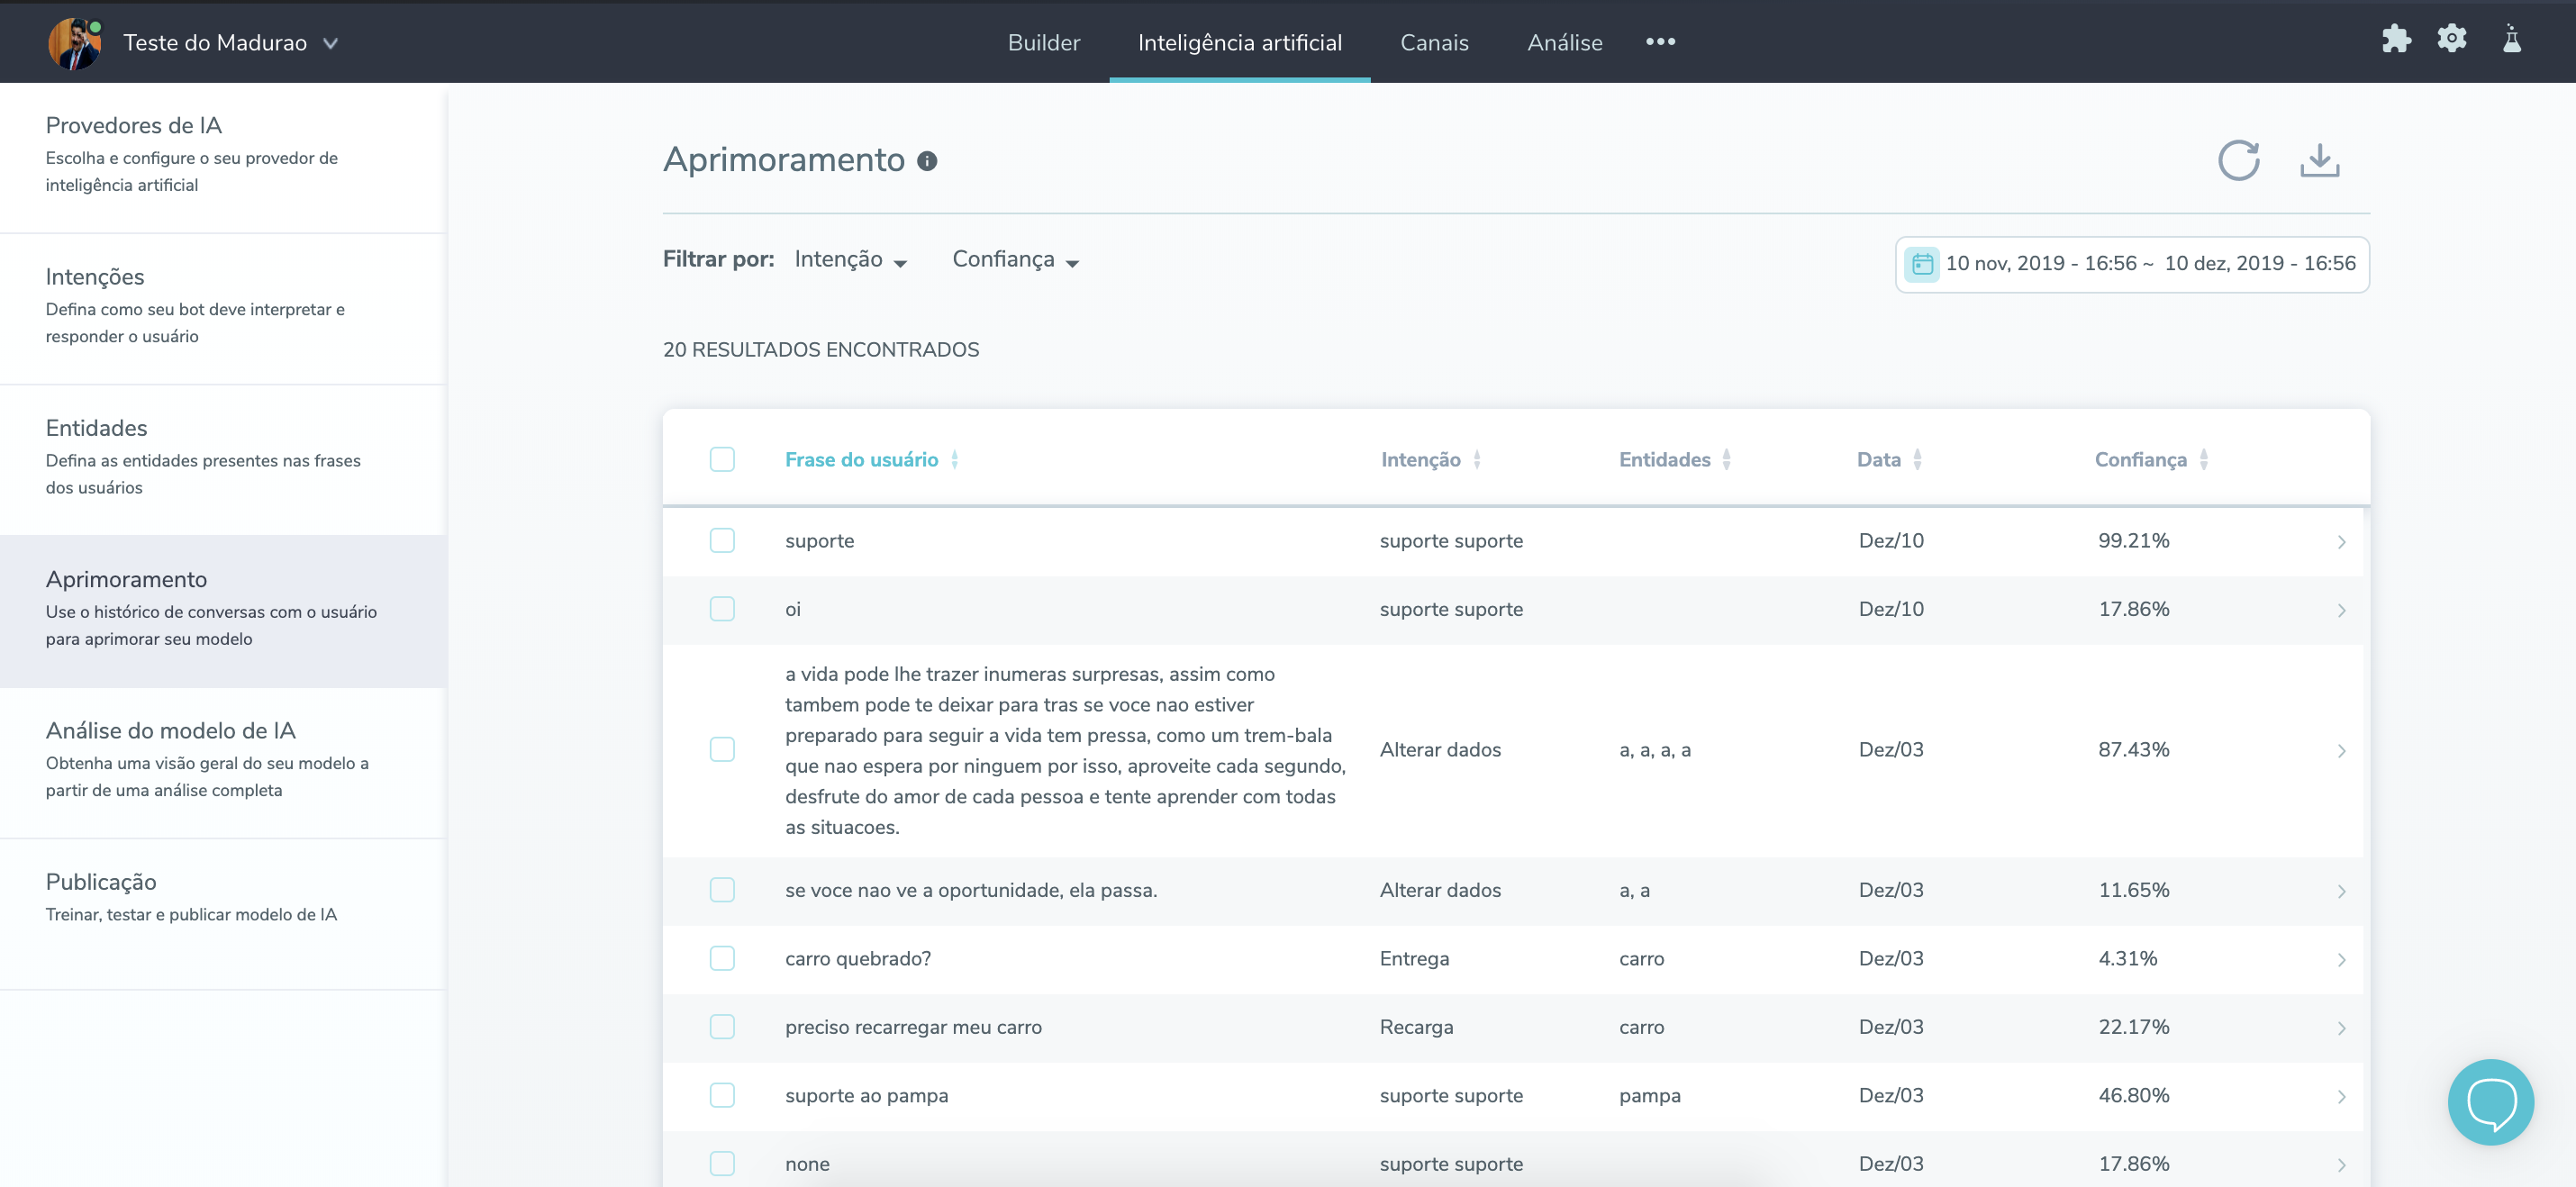 Teste do Madurao
Builder
Inteligência artificial
Canais
Análise
Provedores de IA
Escolha e configure o seu provedor de
inteligência artificial
Intenções
Defina como seu bot deve interpretar e
responder o usuário
Entidades
Defina as entidades presentes nas frases
dos usuários
Aprimoramento
Use o histórico de conversas com o usuário
para aprimorar seu modelo
Análise do modelo de IA
Obtenha uma visão geral do seu modelo a
partir de uma análise completa
Publicação
Treinar, testar e publicar modelo de IA
Aprimoramento
Filtrar por: Intenção Confiança
10 nov, 2019 - 16:56 ~ 10 dez, 2019 - 16:56
20 RESULTADOS ENCONTRADOS
Frase do usuário Intenção Entidades Data Confiança
suporte suporte suporte Dez/10 99.21%
oi suporte suporte Dez/10 17.86%
a vida pode lhe trazer inumeras surpresas, assim como
tambem pode te deixar para tras se voce nao estiver
preparado para seguir a vida tem pressa, como um trem-bala
que nao espera por ninguem por isso, aproveite cada segundo,
desfrute do amor de cada pessoa e tente aprender com todas
as situacoes.
Alterar dados a, a, a, a Dez/03 87.43%
se voce nao ve a oportunidade, ela passa. Alterar dados a, a Dez/03 11.65%
carro quebrado? Entrega carro Dez/03 4.31%
preciso recarregar meu carro Recarga carro Dez/03 22.17%
suporte ao pampa suporte suporte pampa Dez/03 46.80%
none suporte suporte Dez/03 17.86%